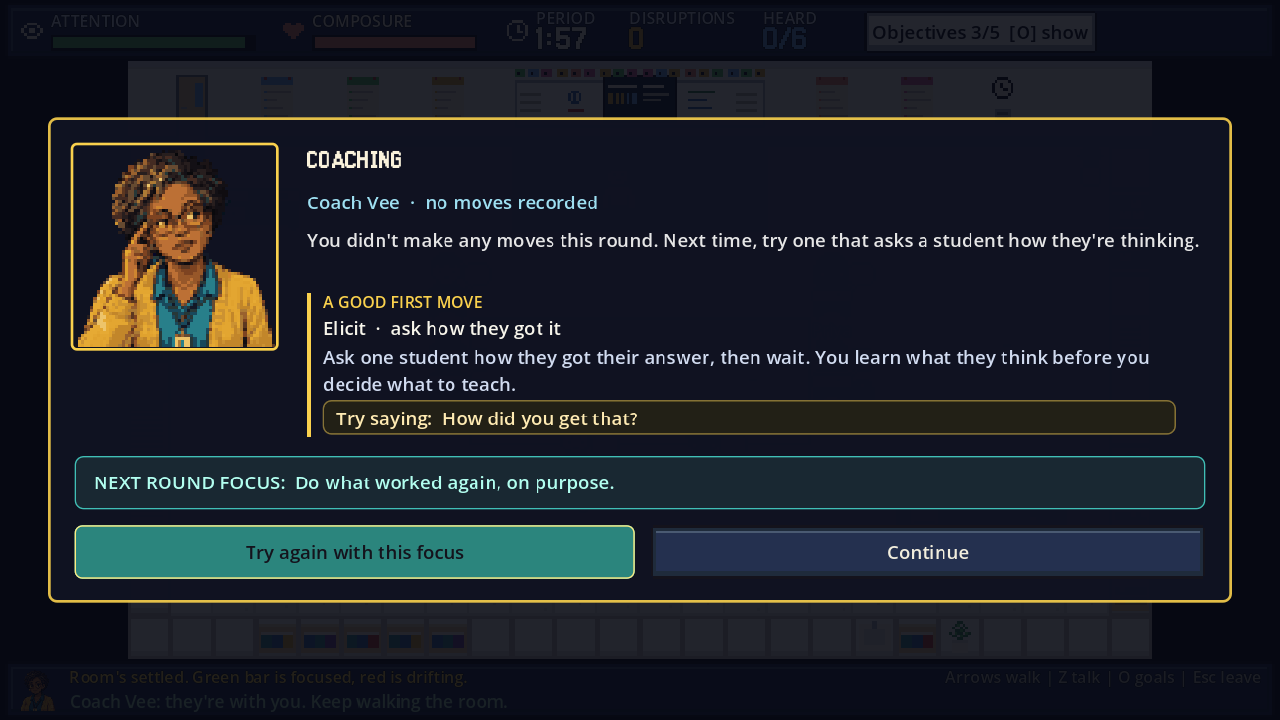 ATTENTION
COMPOSURE
PERIOD
1:57
DISRUPTIONS
0
HEARD
0/6
Objectives 3/5 [O] show
COACHING
Coach Vee · no moves recorded
You didn't make any moves this round. Next time, try one that asks a student how they're thinking.
A GOOD FIRST MOVE
Elicit · ask how they got it
Ask one student how they got their answer, then wait. You learn what they think before you
decide what to teach.
Try saying: How did you get that?
NEXT ROUND FOCUS: Do what worked again, on purpose.
Try again with this focus
Continue
Room's settled. Green bar is focused, red is drifting.
Coach Vee: they're with you. Keep walking the room.
Arrows walk | Z talk | O goals | Esc leave